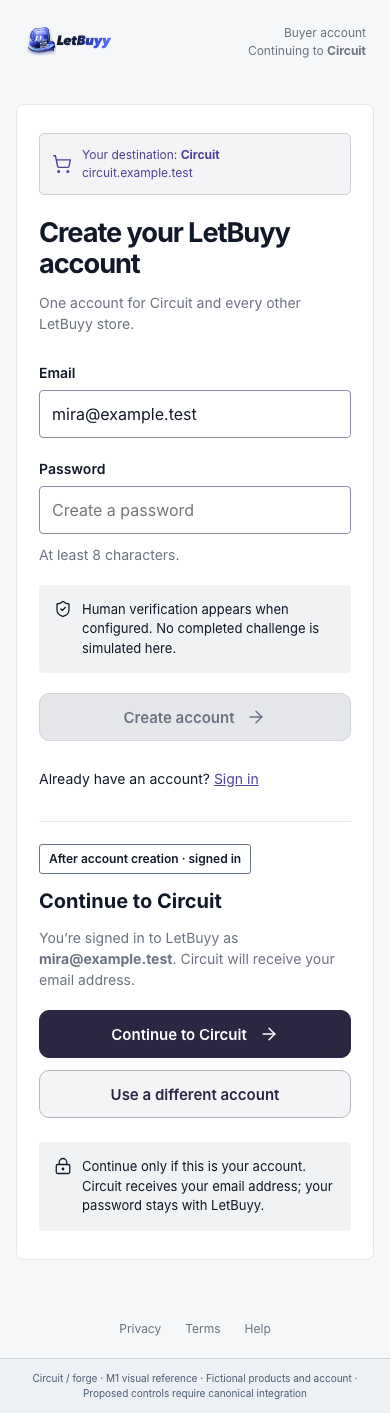 LetBuyy
Buyer account
Continuing to Circuit
Your destination: Circuit
circuit.example.test
Create your LetBuyy
account
One account for Circuit and every other
LetBuyy store.
Email
mira@example.test
Password
Create a password
At least 8 characters.
Human verification appears when
configured. No completed challenge is
simulated here.
Create account
Already have an account? Sign in
After account creation · signed in
Continue to Circuit
You’re signed in to LetBuyy as
mira@example.test. Circuit will receive your
email address.
Continue to Circuit
Use a different account
Continue only if this is your account.
Circuit receives your email address; your
password stays with LetBuyy.
Privacy Terms Help
Circuit / forge · M1 visual reference · Fictional products and account ·
Proposed controls require canonical integration